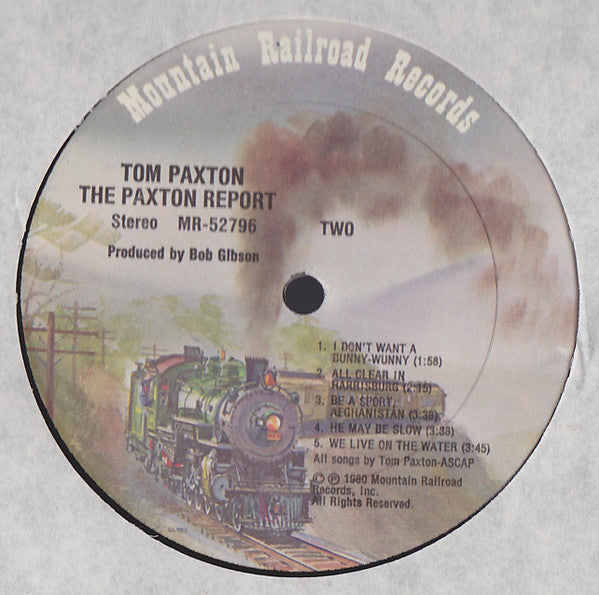 Mountain Railroad Records
TOM PAXTON
THE PAXTON REPORT
Stereo MR-52796
TWO
Produced by Bob Gibson
1. I DON'T WANT A
BUNNY-WUNNY (1:58)
2. ALL CLEAR IN
HARRISBURG (2:15)
3. BE A SPORT,
AFGHANISTAN (3:38)
4. HE MAY BE SLOW (3:38)
5. WE LIVE ON THE WATER (3:45)
All songs by Tom Paxton-ASCAP
© ℗ 1980 Mountain Railroad
Records, Inc.
All Rights Reserved.